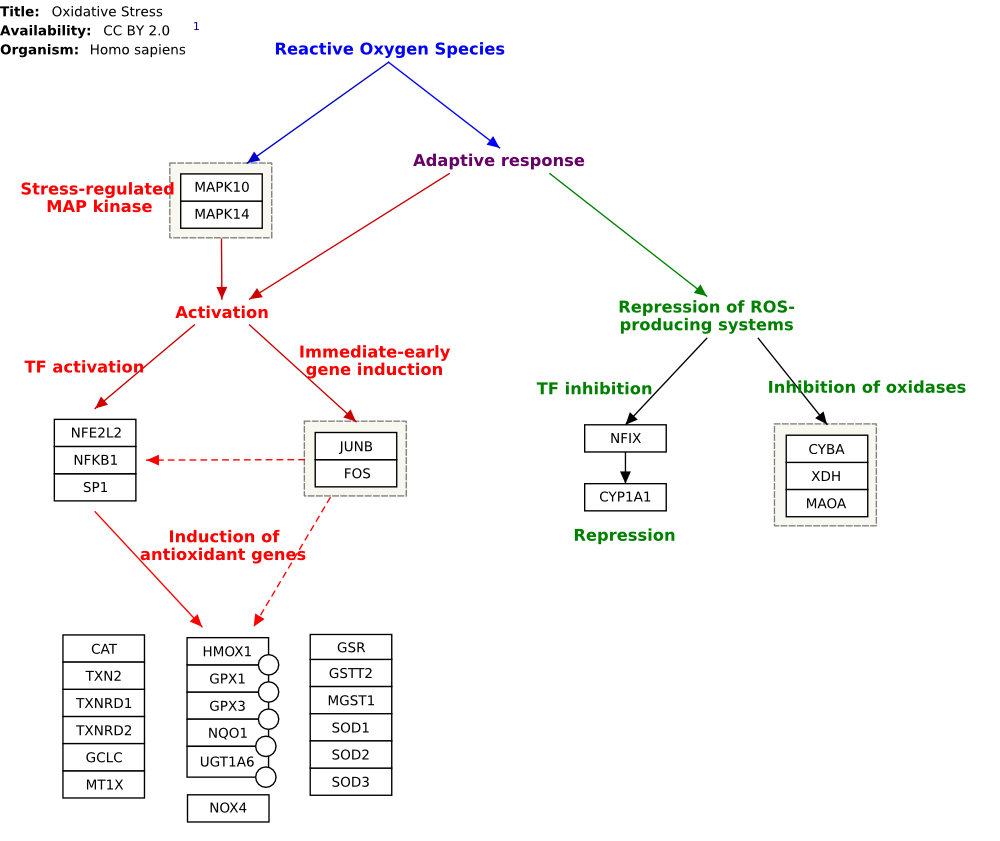 Title: Oxidative Stress
Availability: CC BY 2.0 1
Organism: Homo sapiens
Reactive Oxygen Species
Adaptive response
Stress-regulated
MAP kinase
MAPK10
MAPK14
Activation
Repression of ROS-
producing systems
TF activation
Immediate-early
gene induction
TF inhibition
Inhibition of oxidases
NFE2L2
NFKB1
SP1
JUNB
FOS
NFIX
CYP1A1
Repression
CYBA
XDH
MAOA
Induction of
antioxidant genes
CAT
TXN2
TXNRD1
TXNRD2
GCLC
MT1X
HMOX1
GPX1
GPX3
NQO1
UGT1A6
NOX4
GSR
GSTT2
MGST1
SOD1
SOD2
SOD3